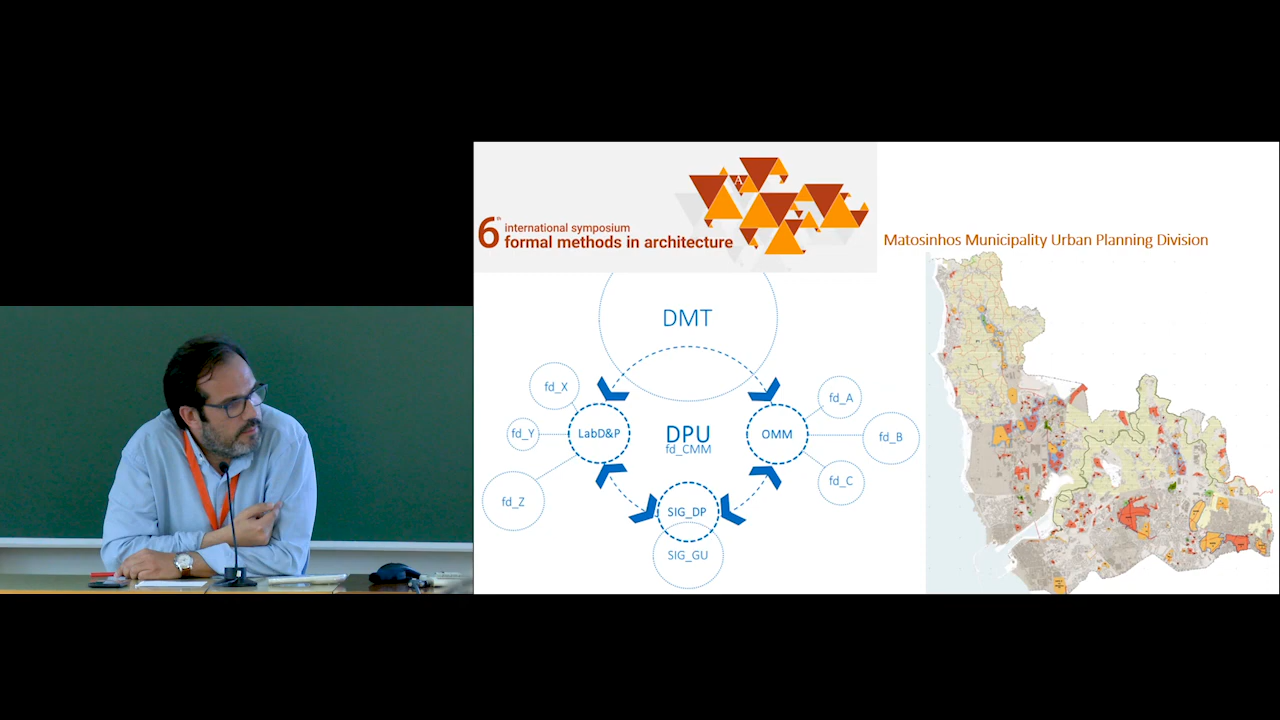 6th international symposium
formal methods in architecture
A
Matosinhos Municipality Urban Planning Division
DMT
fd_X
fd_Y
fd_Z
LabD&P
DPU
fd_CMM
OMM
fd_A
fd_B
fd_C
SIG_DP
SIG_GU